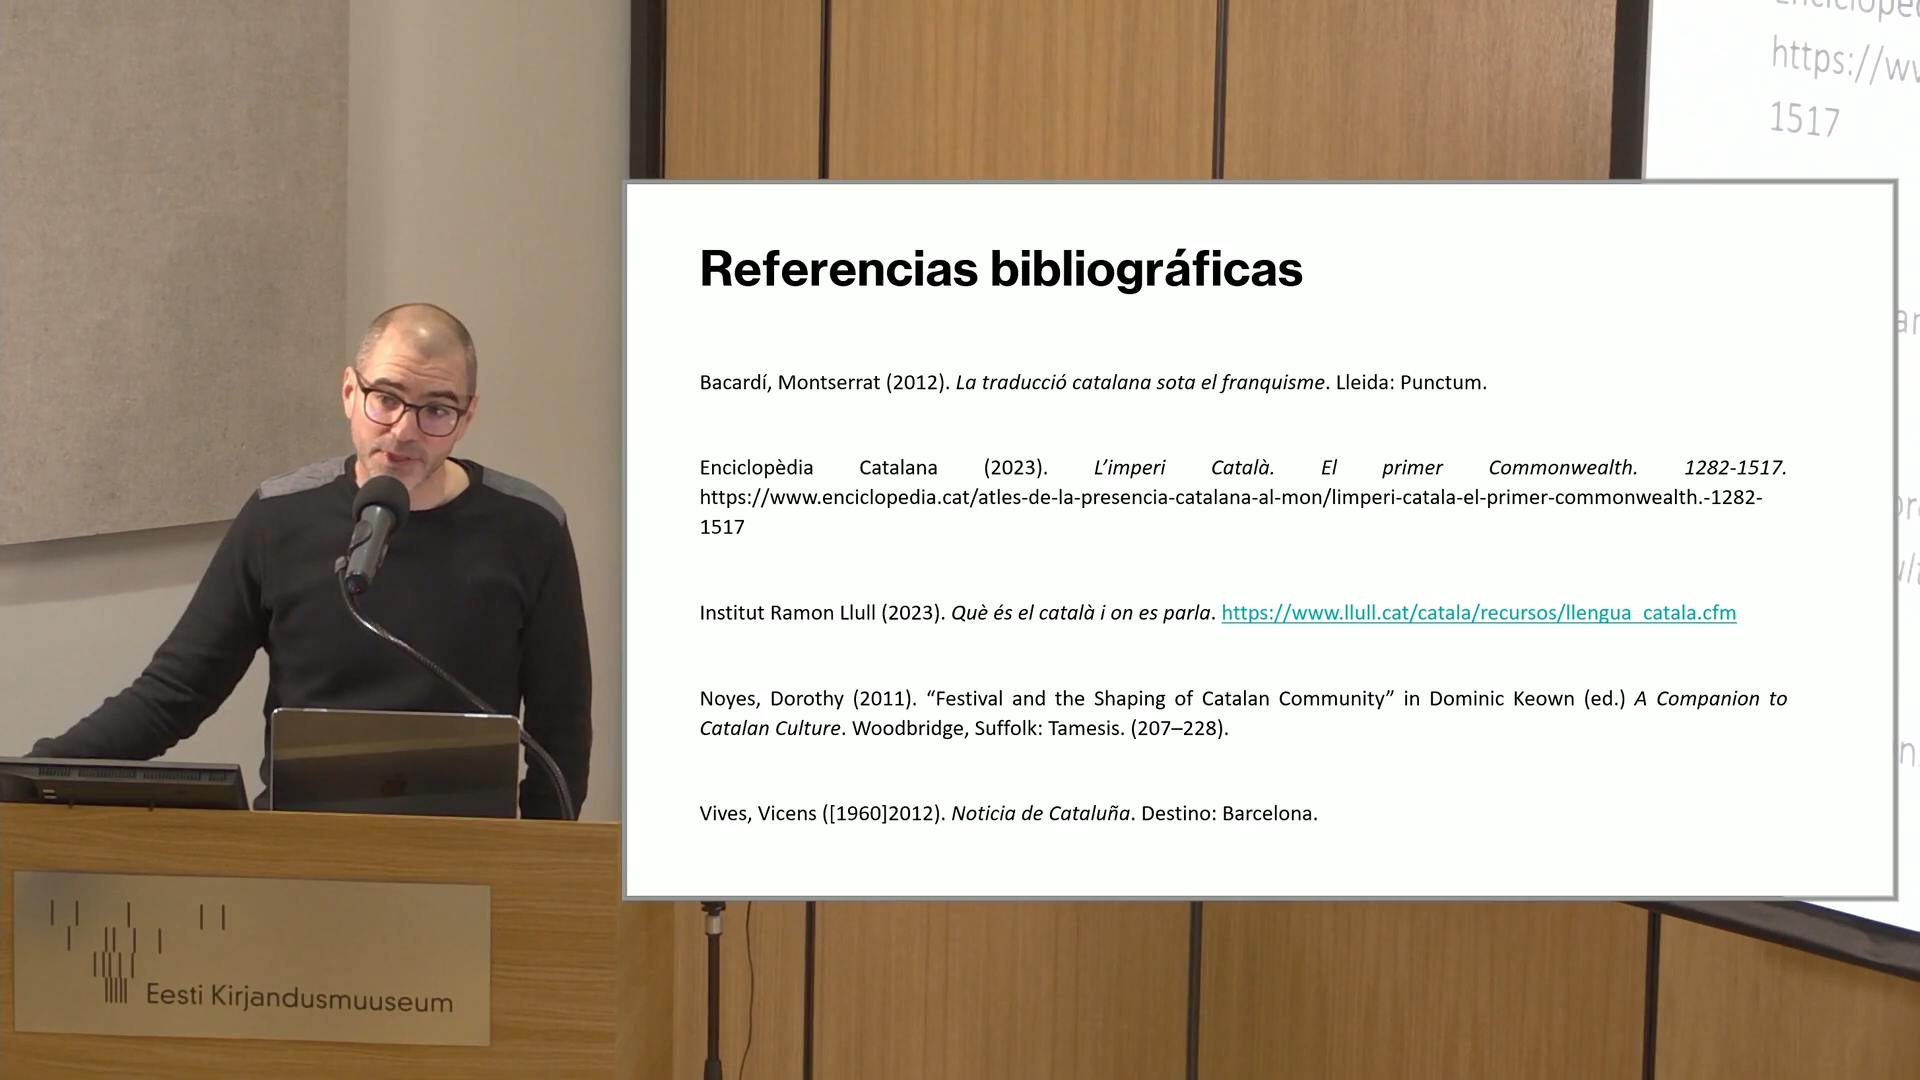 Referencias bibliográficas
Bacardí, Montserrat (2012). La traducció catalana sota el franquisme. Lleida: Punctum.
Enciclopèdia Catalana (2023). L’imperi Català. El primer Commonwealth. 1282-1517.
https://www.enciclopedia.cat/atles-de-la-presencia-catalana-al-mon/limperi-catala-el-primer-commonwealth.-1282-
1517
Institut Ramon Llull (2023). Què és el català i on es parla. https://www.llull.cat/catala/recursos/llengua_catala.cfm
Noyes, Dorothy (2011). “Festival and the Shaping of Catalan Community” in Dominic Keown (ed.) A Companion to
Catalan Culture. Woodbridge, Suffolk: Tamesis. (207–228).
Vives, Vicens ([1960]2012). Noticia de Cataluña. Destino: Barcelona.
https://ww
1517
Eesti Kirjandusmuuseum